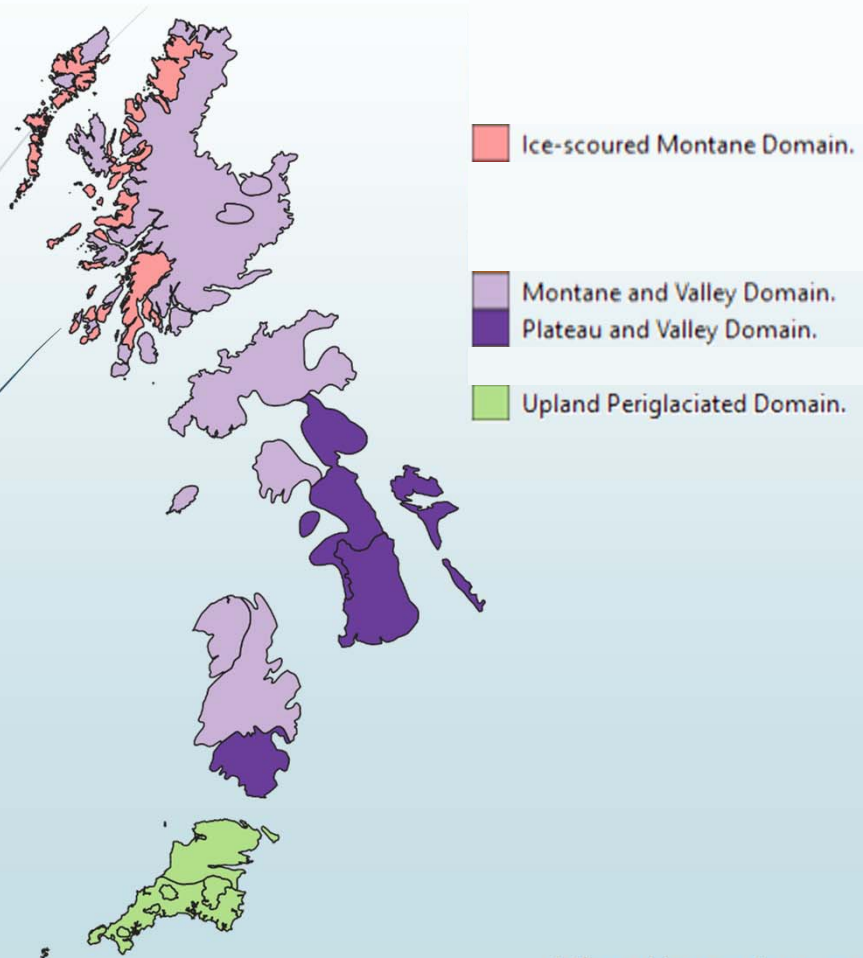 Ice-scoured Montane Domain.
Montane and Valley Domain.
Plateau and Valley Domain.
Upland Periglaciated Domain.